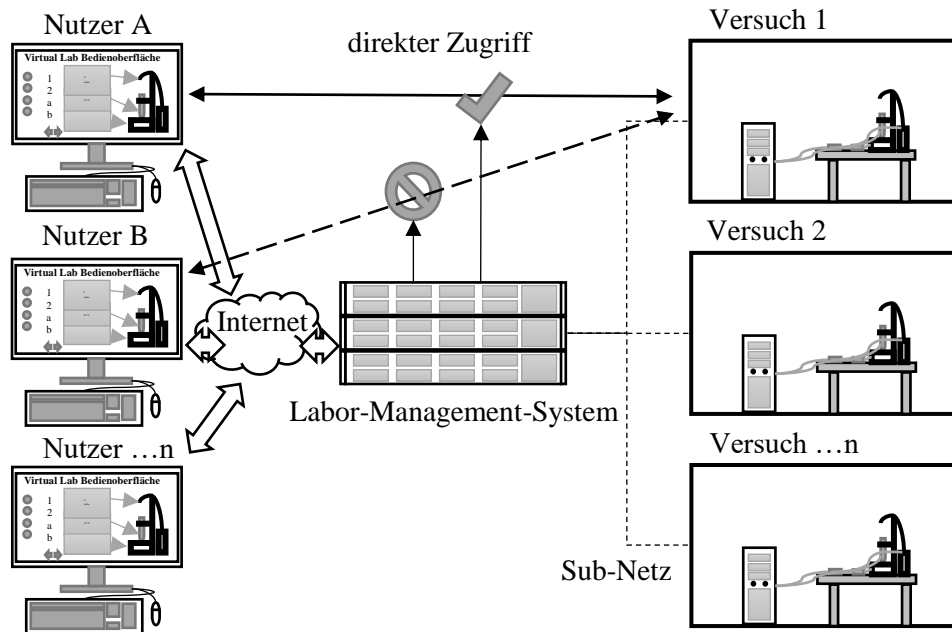 Nutzer A
direkter Zugriff
Versuch 1
Virtual Lab Bedienoberfläche
1
2
a
b
Nutzer B
Versuch 2
Virtual Lab Bedienoberfläche
1
2
a
b
Internet
Labor-Management-System
Nutzer …n
Versuch …n
Virtual Lab Bedienoberfläche
1
2
a
b
Sub-Netz